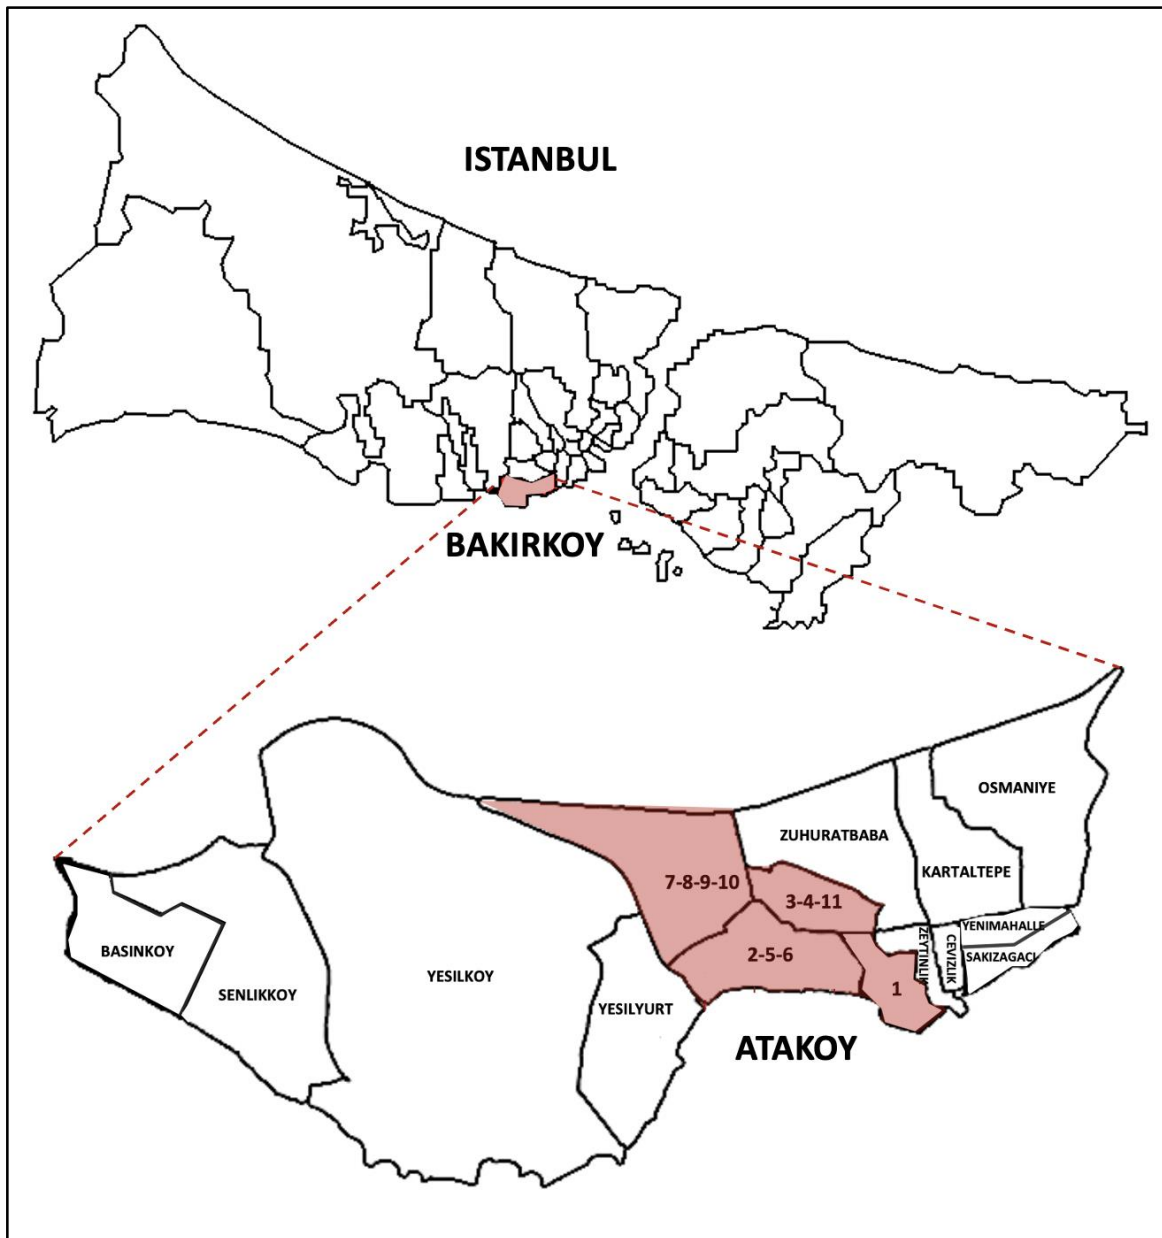 ISTANBUL
BAKIRKOY
OSMANIYE
ZUHURATBABA
KARTALTEPE
7-8-9-10
3-4-11
YENIMAHALLE
ZEYTINLIK
CEVIZLIK
BASINKOY
2-5-6
SAKIZAGACI
YESILKOY
SENLIKKOY
1
YESILYURT
ATAKOY